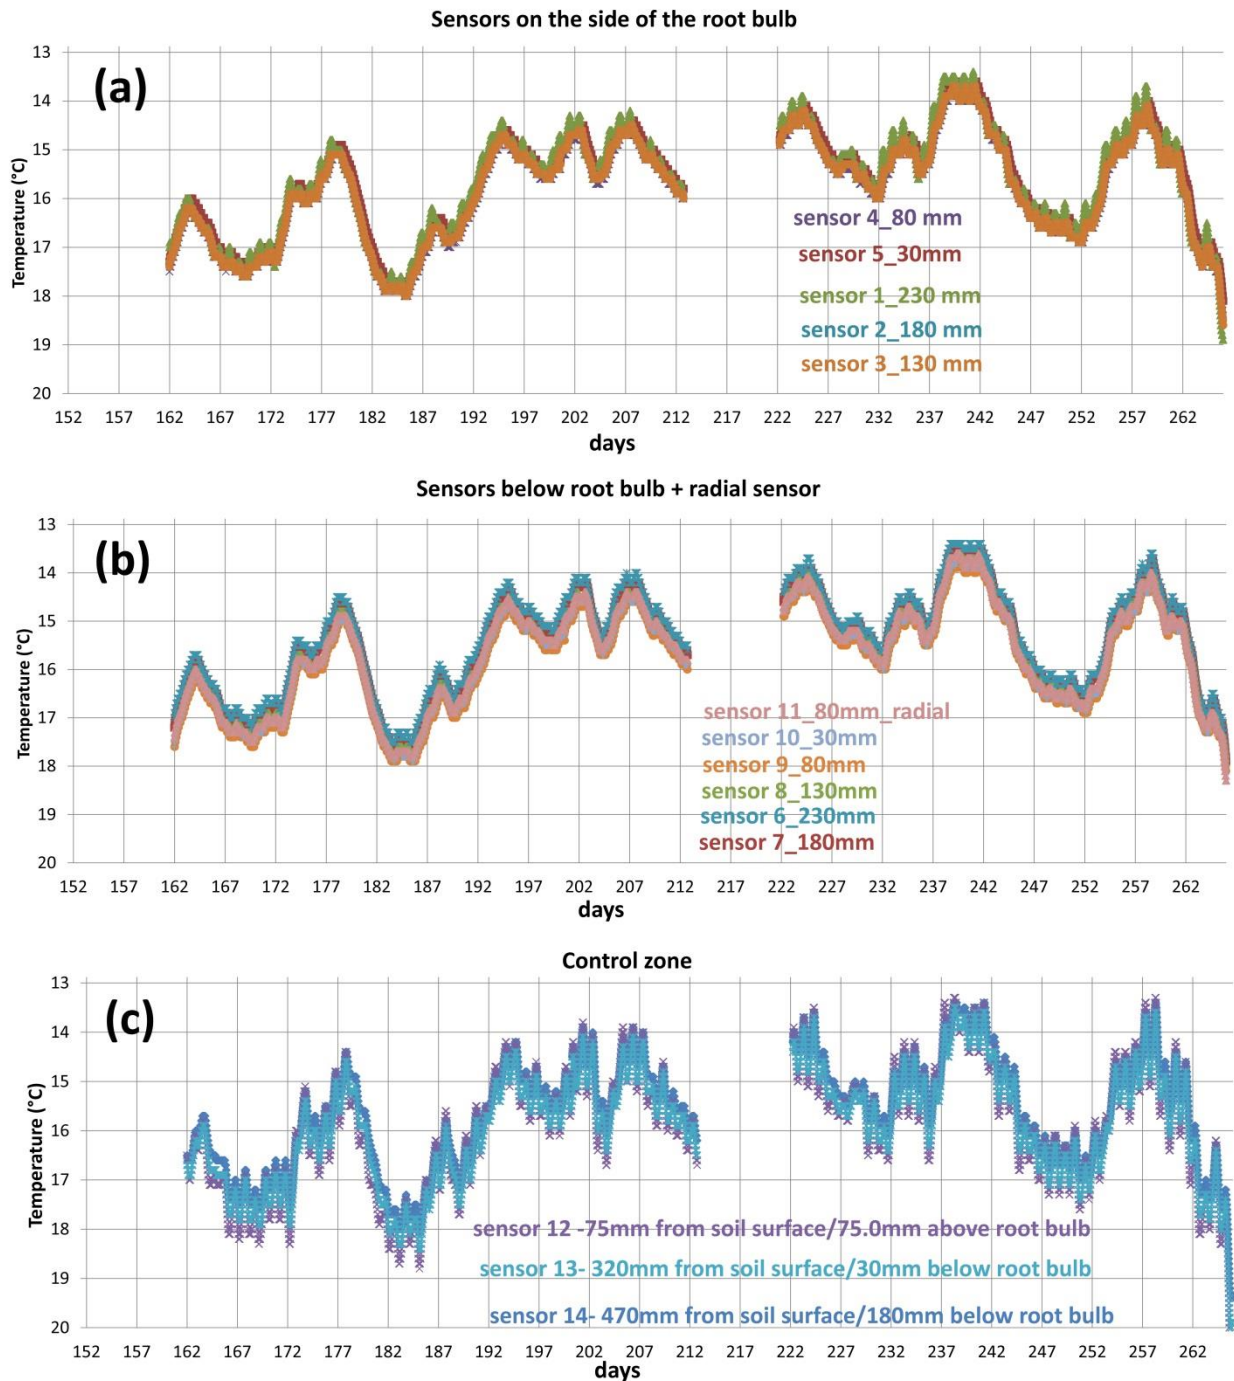 Sensors on the side of the root bulb
(a)
Temperature (°C)
13
14
15
16
17
18
19
20
sensor 4_80 mm
sensor 5_30mm
sensor 1_230 mm
sensor 2_180 mm
sensor 3_130 mm
152 157 162 167 172 177 182 187 192 197 202 207 212 217 222 227 232 237 242 247 252 257 262
days
Sensors below root bulb + radial sensor
(b)
Temperature (°C)
13
14
15
16
17
18
19
20
sensor 11_80mm_radial
sensor 10_30mm
sensor 9_80mm
sensor 8_130mm
sensor 6_230mm
sensor 7_180mm
152 157 162 167 172 177 182 187 192 197 202 207 212 217 222 227 232 237 242 247 252 257 262
days
Control zone
(c)
Temperature (°C)
13
14
15
16
17
18
19
20
sensor 12 -75mm from soil surface/75.0mm above root bulb
sensor 13- 320mm from soil surface/30mm below root bulb
sensor 14- 470mm from soil surface/180mm below root bulb
152 157 162 167 172 177 182 187 192 197 202 207 212 217 222 227 232 237 242 247 252 257 262
days